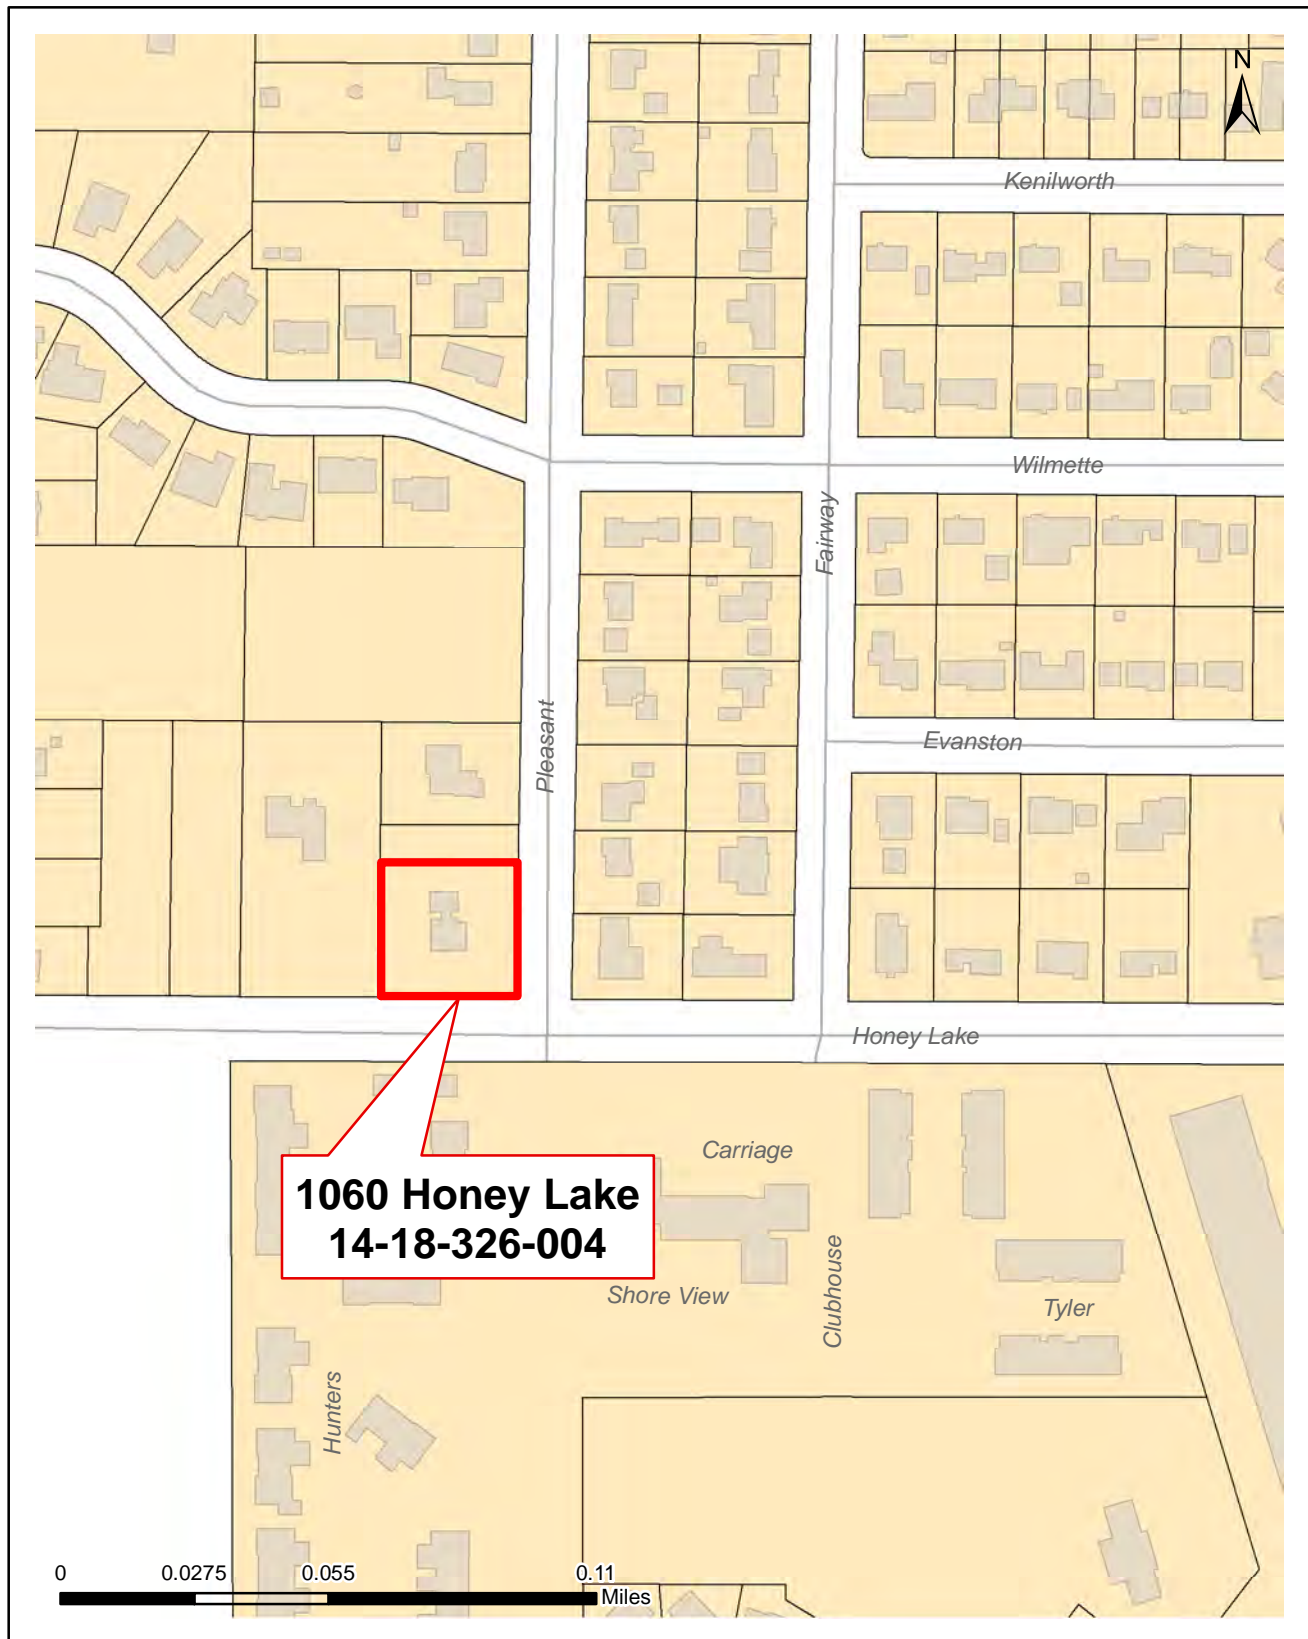 N
Kenilworth
Wilmette
Fairway
Pleasant
Evanston
Honey Lake
1060 Honey Lake
14-18-326-004
Carriage
Shore View
Clubhouse
Tyler
Hunters
0 0.0275 0.055 0.11
Miles